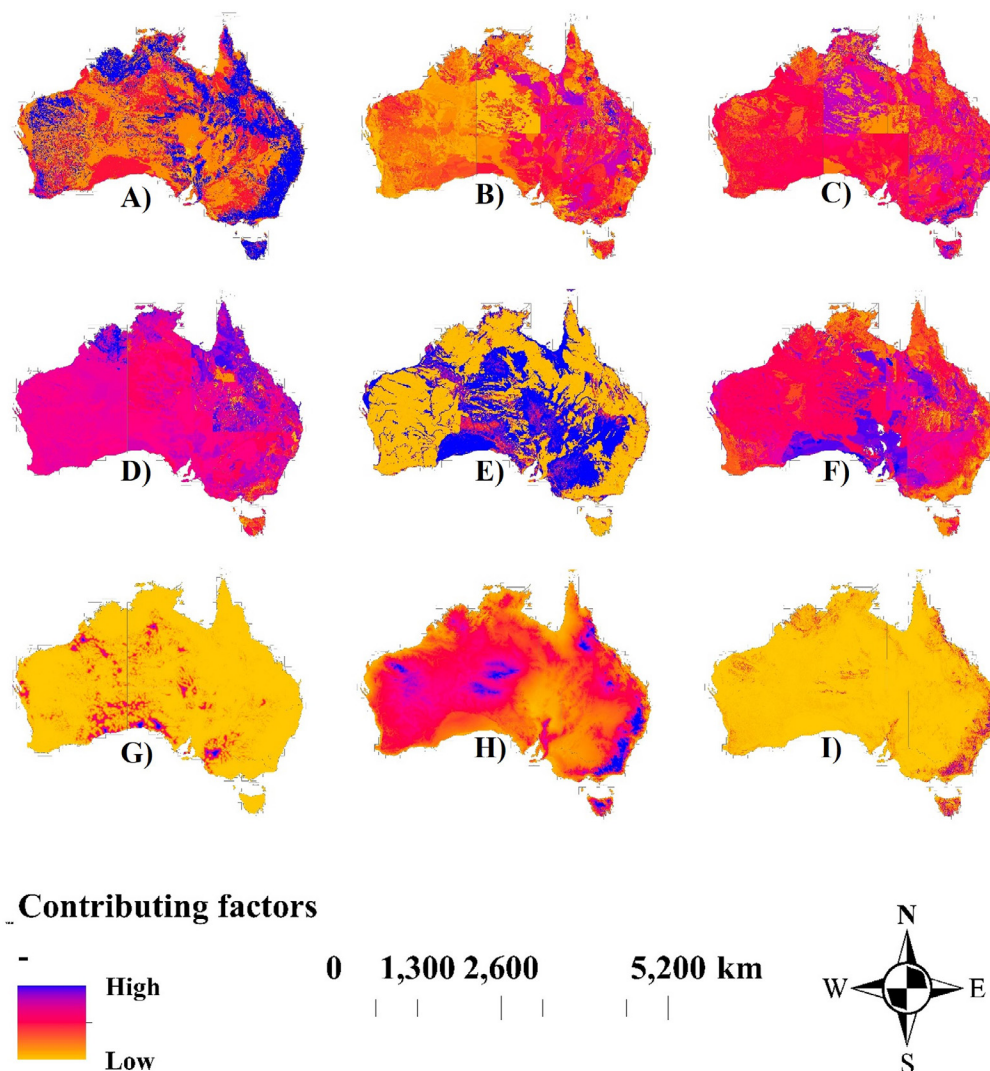 A)
B)
C)
D)
E)
F)
G)
H)
I)
Contributing factors
-
High
Low
0 1,300 2,600 5,200 km
N
W E
S